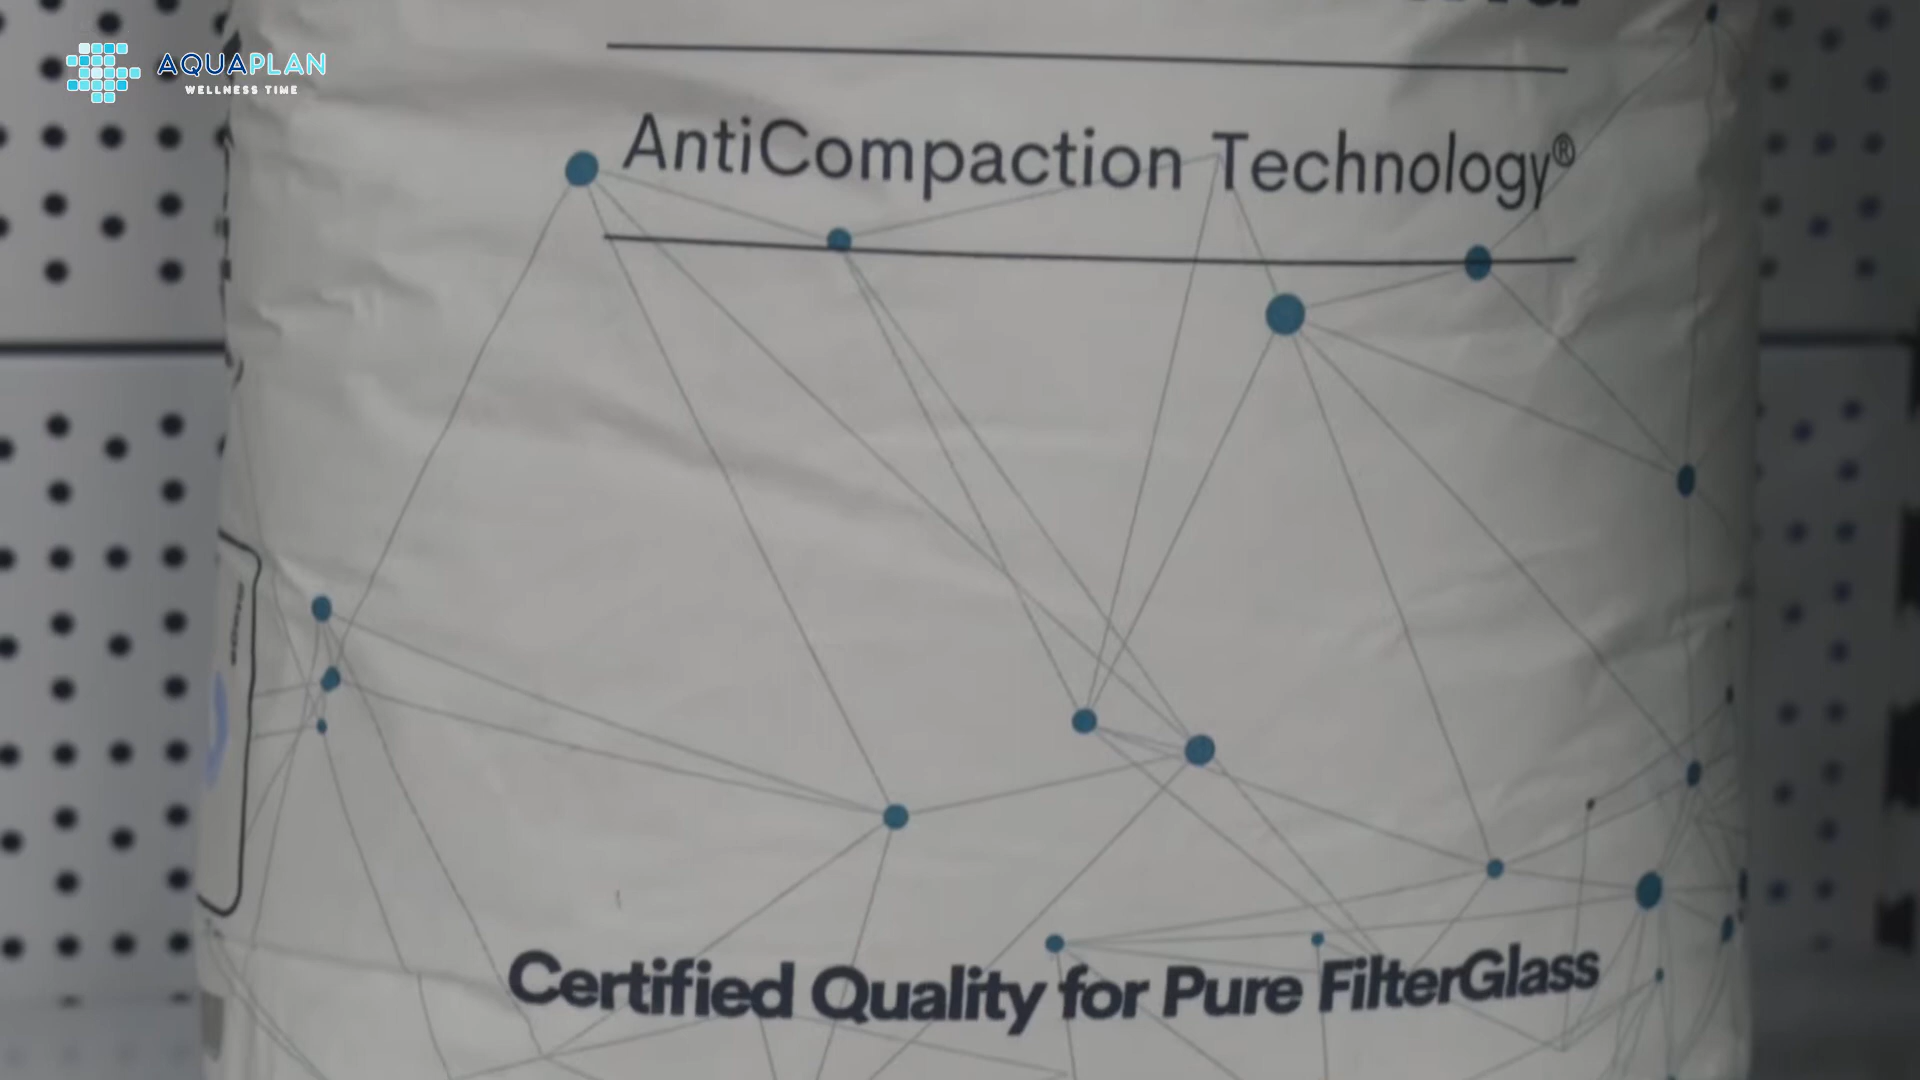 AQUAPLAN
WELLNESS TIME
AntiCompaction Technology®
Certified Quality for Pure FilterGlass